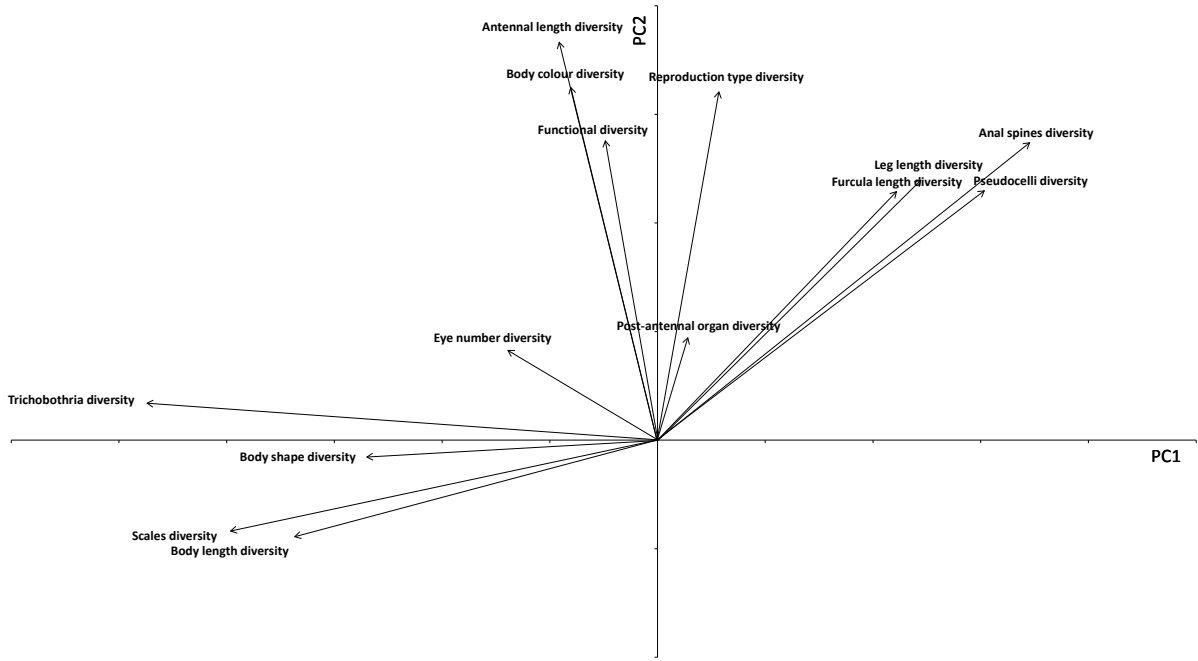 Antennal length diversity
PC2
Body colour diversity
Reproduction type diversity
Functional diversity
Anal spines diversity
Leg length diversity
Furcula length diversity
Pseudocelli diversity
Post-antennal organ diversity
Eye number diversity
Trichobothria diversity
Body shape diversity
PC1
Scales diversity
Body length diversity